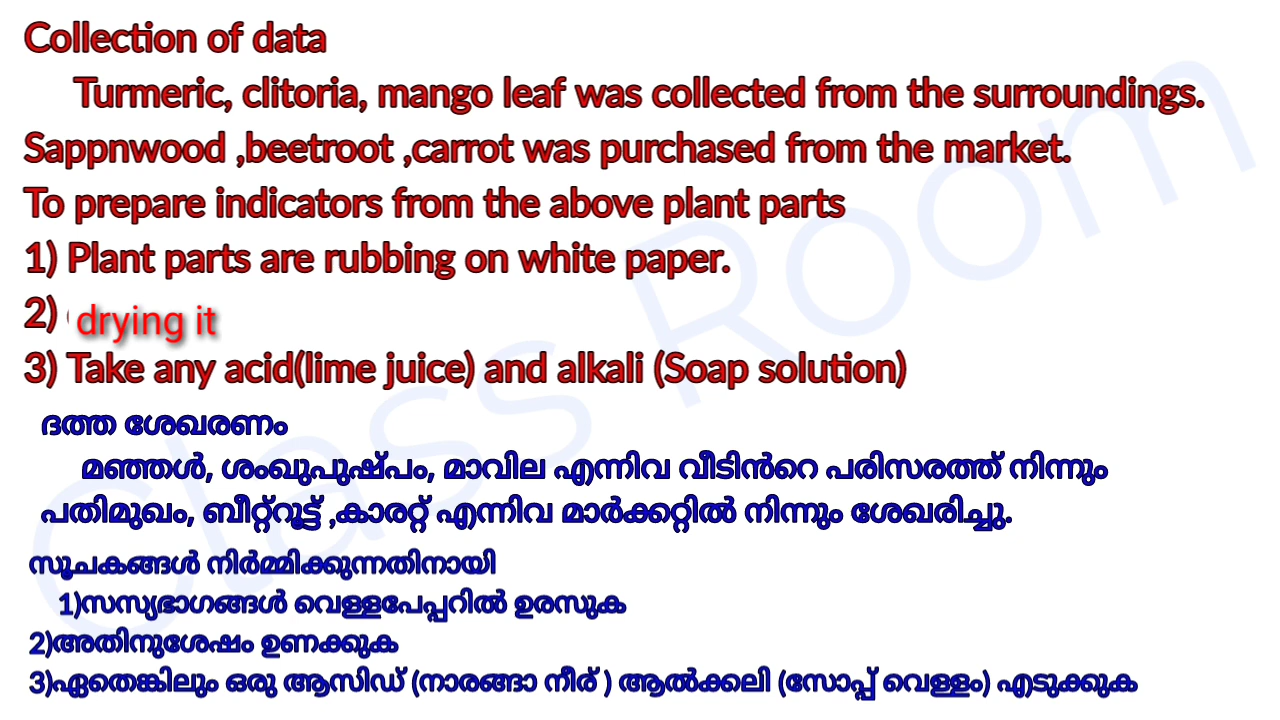 Collection of data
Turmeric, clitoria, mango leaf was collected from the surroundings.
Sappnwood ,beetroot ,carrot was purchased from the market.
To prepare indicators from the above plant parts
1) Plant parts are rubbing on white paper.
2) drying it
3) Take any acid(lime juice) and alkali (Soap solution)
ദത്ത ശേഖരണം
മഞ്ഞൾ, ശംഖുപുഷ്പം, മാവില എന്നിവ വീടിൻറെ പരിസരത്ത് നിന്നും
പതിമുഖം, ബീറ്റ്റൂട്ട് ,കാരറ്റ് എന്നിവ മാർക്കറ്റിൽ നിന്നും ശേഖരിച്ചു.
സൂചകങ്ങൾ നിർമ്മിക്കുന്നതിനായി
1)സസ്യഭാഗങ്ങൾ വെള്ളപേപ്പറിൽ ഉരസുക
2)അതിനുശേഷം ഉണക്കുക
3)ഏതെങ്കിലും ഒരു ആസിഡ് (നാരങ്ങാ നീര് ) ആൽക്കലി (സോപ്പ് വെള്ളം) എടുക്കുക
Class Room